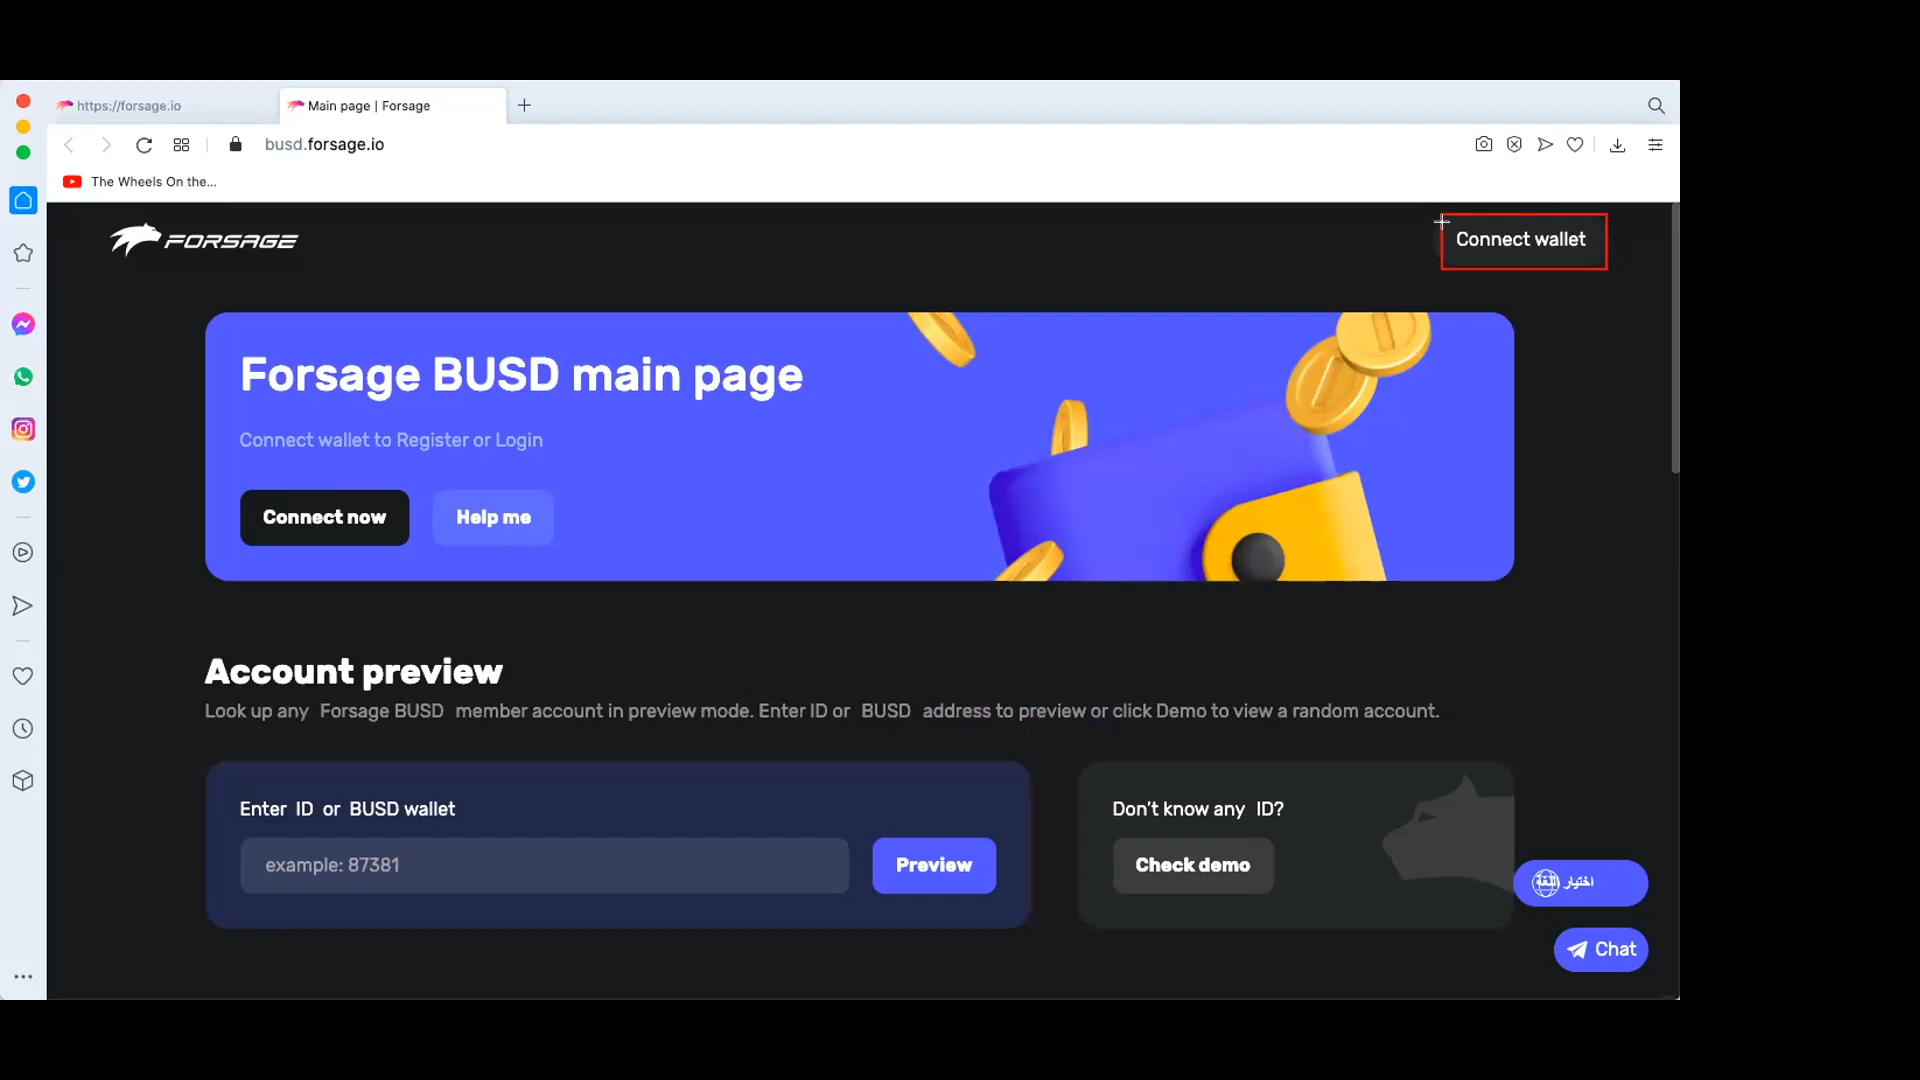 https://forsage.io
Main page | Forsage
busd.forsage.io
The Wheels On the...
FORSAGE
Connect wallet
Forsage BUSD main page
Connect wallet to Register or Login
Connect now
Help me
Account preview
Look up any Forsage BUSD member account in preview mode. Enter ID or BUSD address to preview or click Demo to view a random account.
Enter ID or BUSD wallet
example: 87381
Preview
Don't know any ID?
Check demo
اختيار اللغة
Chat